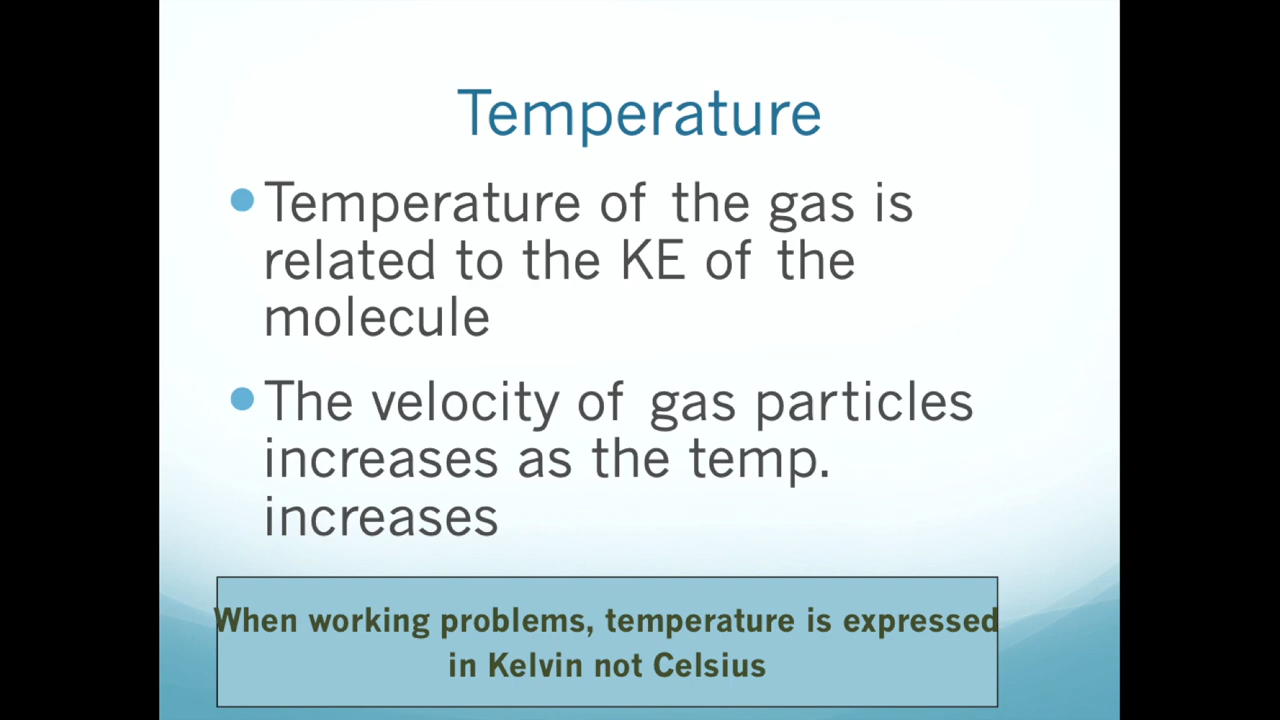 Temperature
Temperature of the gas is
related to the KE of the
molecule
The velocity of gas particles
increases as the temp.
increases
When working problems, temperature is expressed
in Kelvin not Celsius